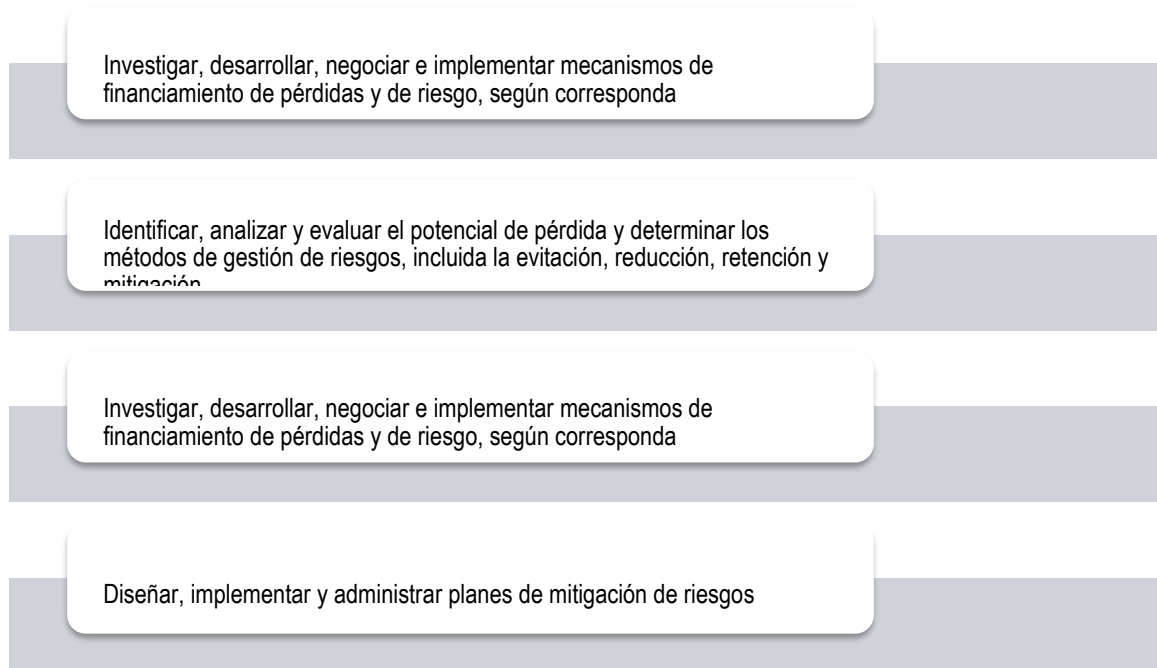 Investigar, desarrollar, negociar e implementar mecanismos de
financiamiento de pérdidas y de riesgo, según corresponda
Identificar, analizar y evaluar el potencial de pérdida y determinar los
métodos de gestión de riesgos, incluida la evitación, reducción, retención y
mitigación
Investigar, desarrollar, negociar e implementar mecanismos de
financiamiento de pérdidas y de riesgo, según corresponda
Diseñar, implementar y administrar planes de mitigación de riesgos